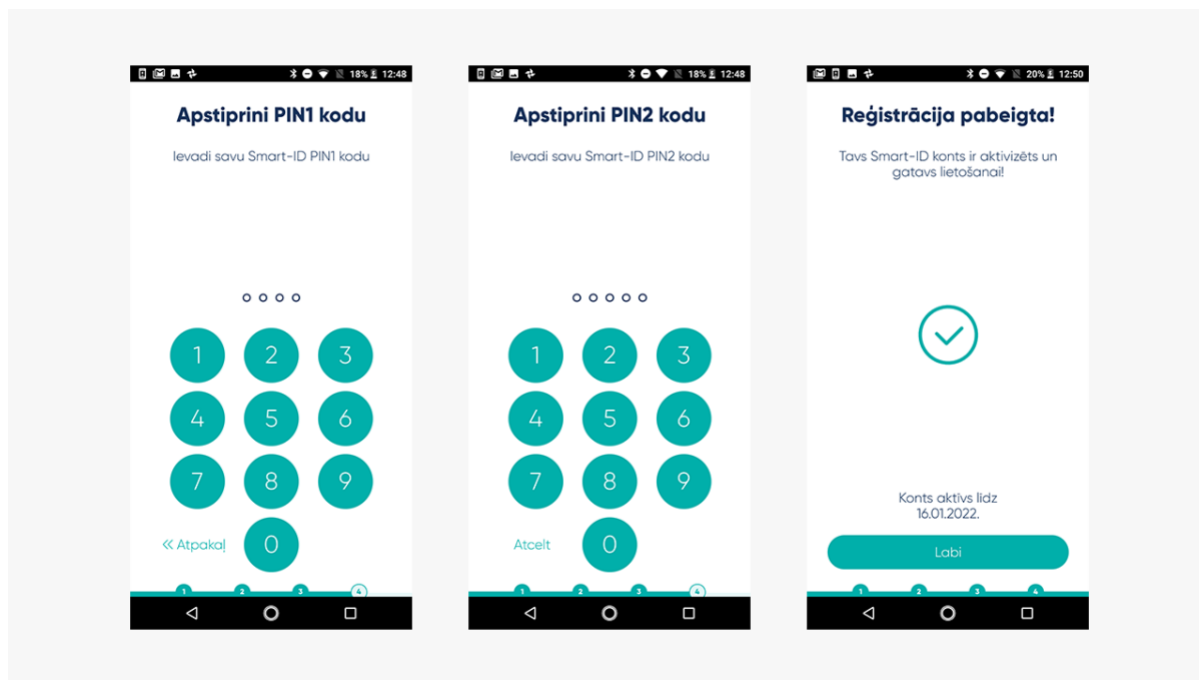 18% 12:48
Apstiprini PIN1 kodu
Ievadi savu Smart-ID PIN1 kodu
1 2 3
4 5 6
7 8 9
« Atpakaļ 0
1 2 3 4
18% 12:48
Apstiprini PIN2 kodu
Ievadi savu Smart-ID PIN2 kodu
1 2 3
4 5 6
7 8 9
Atcelt 0
1 2 3 4
20% 12:50
Reģistrācija pabeigta!
Tavs Smart-ID konts ir aktivizēts un
gatavs lietošanai!
Konts aktīvs līdz
16.01.2022.
Labi
1 2 3 4